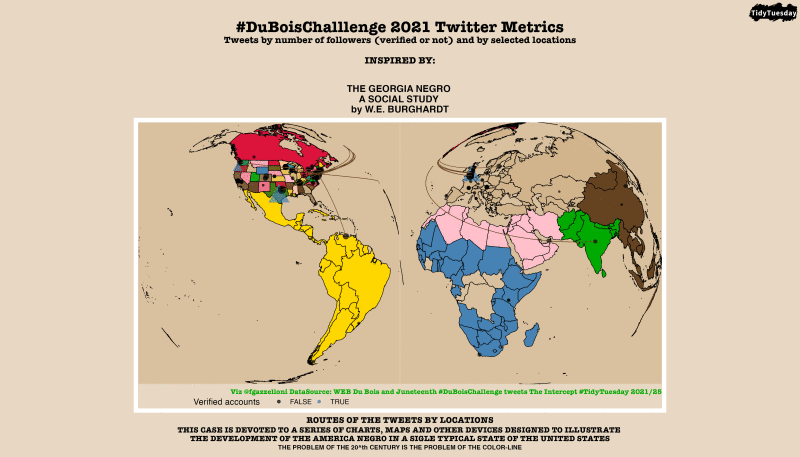 TidyTuesday
#DuBoisChalllenge 2021 Twitter Metrics
Tweets by number of followers (verified or not) and by selected locations
INSPIRED BY:
THE GEORGIA NEGRO
A SOCIAL STUDY
by W.E. BURGHARDT
Viz @fgazzelloni DataSource: WEB Du Bois and Juneteenth #DuBoisChallenge tweets The Intercept #TidyTuesday 2021/25
Verified accounts FALSE TRUE
ROUTES OF THE TWEETS BY LOCATIONS
THIS CASE IS DEVOTED TO A SERIES OF CHARTS, MAPS AND OTHER DEVICES DESIGNED TO ILLUSTRATE
THE DEVELOPMENT OF THE AMERICA NEGRO IN A SIGLE TYPICAL STATE OF THE UNITED STATES
THE PROBLEM OF THE 20^th CENTURY IS THE PROBLEM OF THE COLOR-LINE